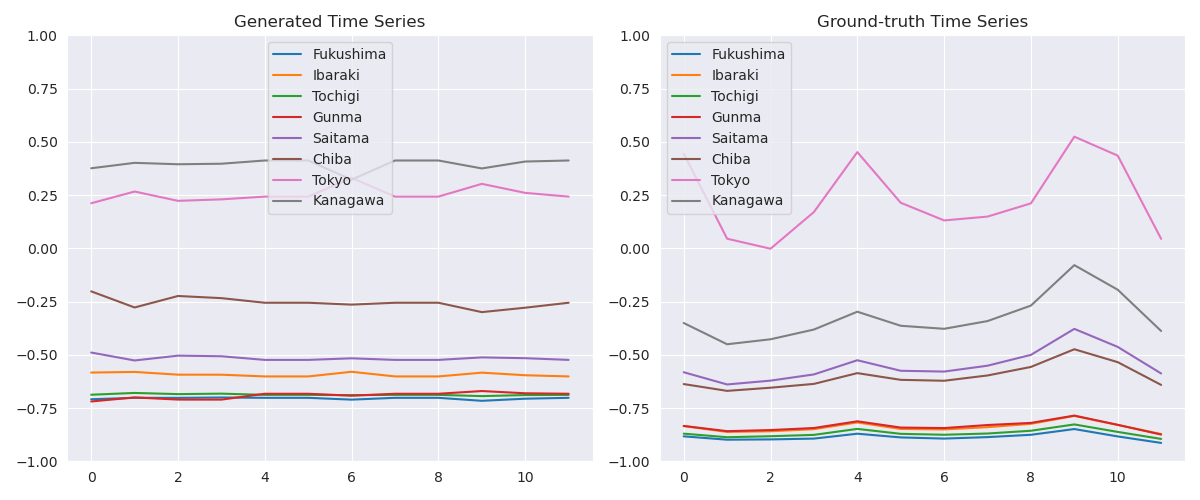 Generated Time Series
1.00
0.75
0.50
0.25
0.00
−0.25
−0.50
−0.75
−1.00
0 2 4 6 8 10
Fukushima
Ibaraki
Tochigi
Gunma
Saitama
Chiba
Tokyo
Kanagawa
Ground-truth Time Series
1.00
0.75
0.50
0.25
0.00
−0.25
−0.50
−0.75
−1.00
0 2 4 6 8 10
Fukushima
Ibaraki
Tochigi
Gunma
Saitama
Chiba
Tokyo
Kanagawa